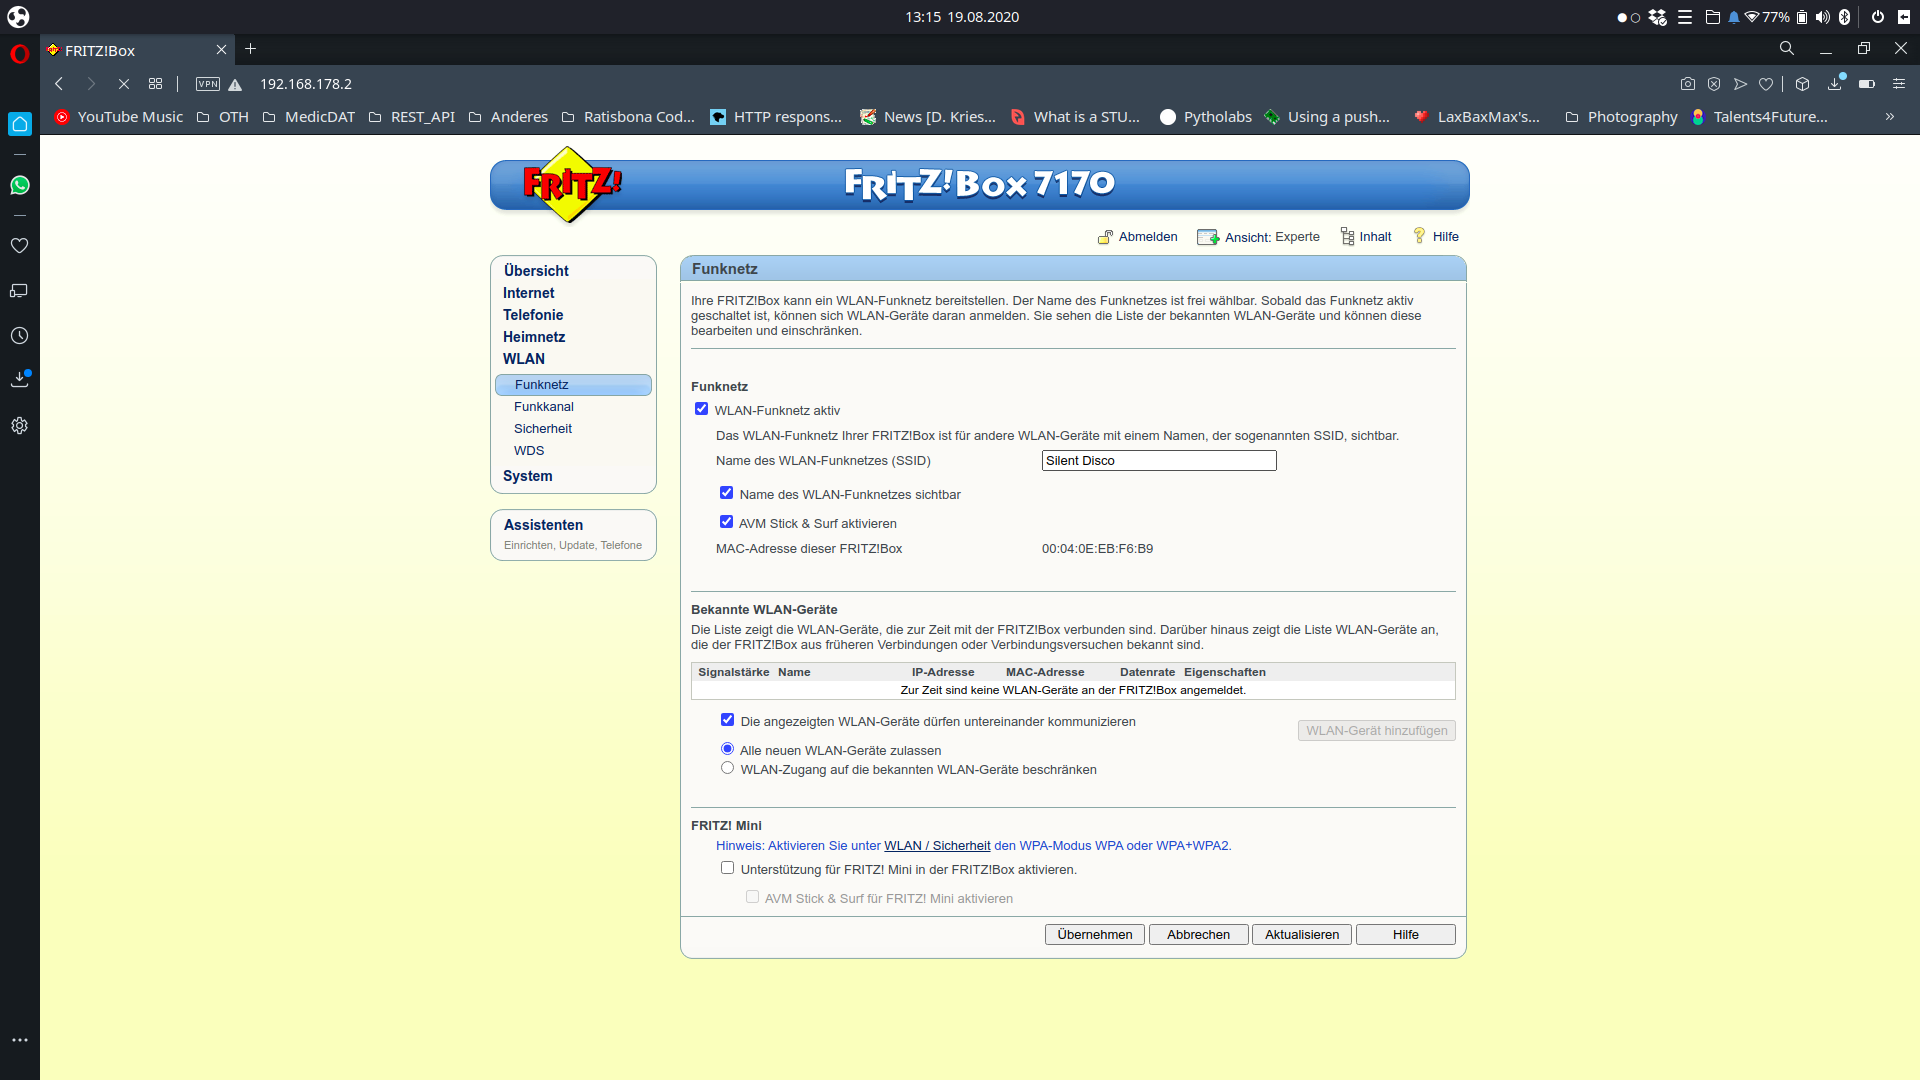 13:15 19.08.2020
77%
FRITZ!Box
VPN
192.168.178.2
YouTube Music
OTH
MedicDAT
REST_API
Anderes
Ratisbona Cod...
HTTP respons...
News [D. Kries...
What is a STU...
Pytholabs
Using a push...
LaxBaxMax's...
Photography
Talents4Future...
»
FRITZ!
FRITZ!Box 7170
Abmelden
Ansicht: Experte
Inhalt
Hilfe
Übersicht
Internet
Telefonie
Heimnetz
WLAN
Funknetz
Funkkanal
Sicherheit
WDS
System
Assistenten
Einrichten, Update, Telefone
Funknetz
Ihre FRITZ!Box kann ein WLAN-Funknetz bereitstellen. Der Name des Funknetzes ist frei wählbar. Sobald das Funknetz aktiv
geschaltet ist, können sich WLAN-Geräte daran anmelden. Sie sehen die Liste der bekannten WLAN-Geräte und können diese
bearbeiten und einschränken.
Funknetz
WLAN-Funknetz aktiv
Das WLAN-Funknetz Ihrer FRITZ!Box ist für andere WLAN-Geräte mit einem Namen, der sogenannten SSID, sichtbar.
Name des WLAN-Funknetzes (SSID) Silent Disco
Name des WLAN-Funknetzes sichtbar
AVM Stick & Surf aktivieren
MAC-Adresse dieser FRITZ!Box 00:04:0E:EB:F6:B9
Bekannte WLAN-Geräte
Die Liste zeigt die WLAN-Geräte, die zur Zeit mit der FRITZ!Box verbunden sind. Darüber hinaus zeigt die Liste WLAN-Geräte an,
die der FRITZ!Box aus früheren Verbindungen oder Verbindungsversuchen bekannt sind.
Signalstärke Name IP-Adresse MAC-Adresse Datenrate Eigenschaften
Zur Zeit sind keine WLAN-Geräte an der FRITZ!Box angemeldet.
Die angezeigten WLAN-Geräte dürfen untereinander kommunizieren
WLAN-Gerät hinzufügen
Alle neuen WLAN-Geräte zulassen
WLAN-Zugang auf die bekannten WLAN-Geräte beschränken
FRITZ! Mini
Hinweis: Aktivieren Sie unter WLAN / Sicherheit den WPA-Modus WPA oder WPA+WPA2.
Unterstützung für FRITZ! Mini in der FRITZ!Box aktivieren.
AVM Stick & Surf für FRITZ! Mini aktivieren
Übernehmen Abbrechen Aktualisieren Hilfe